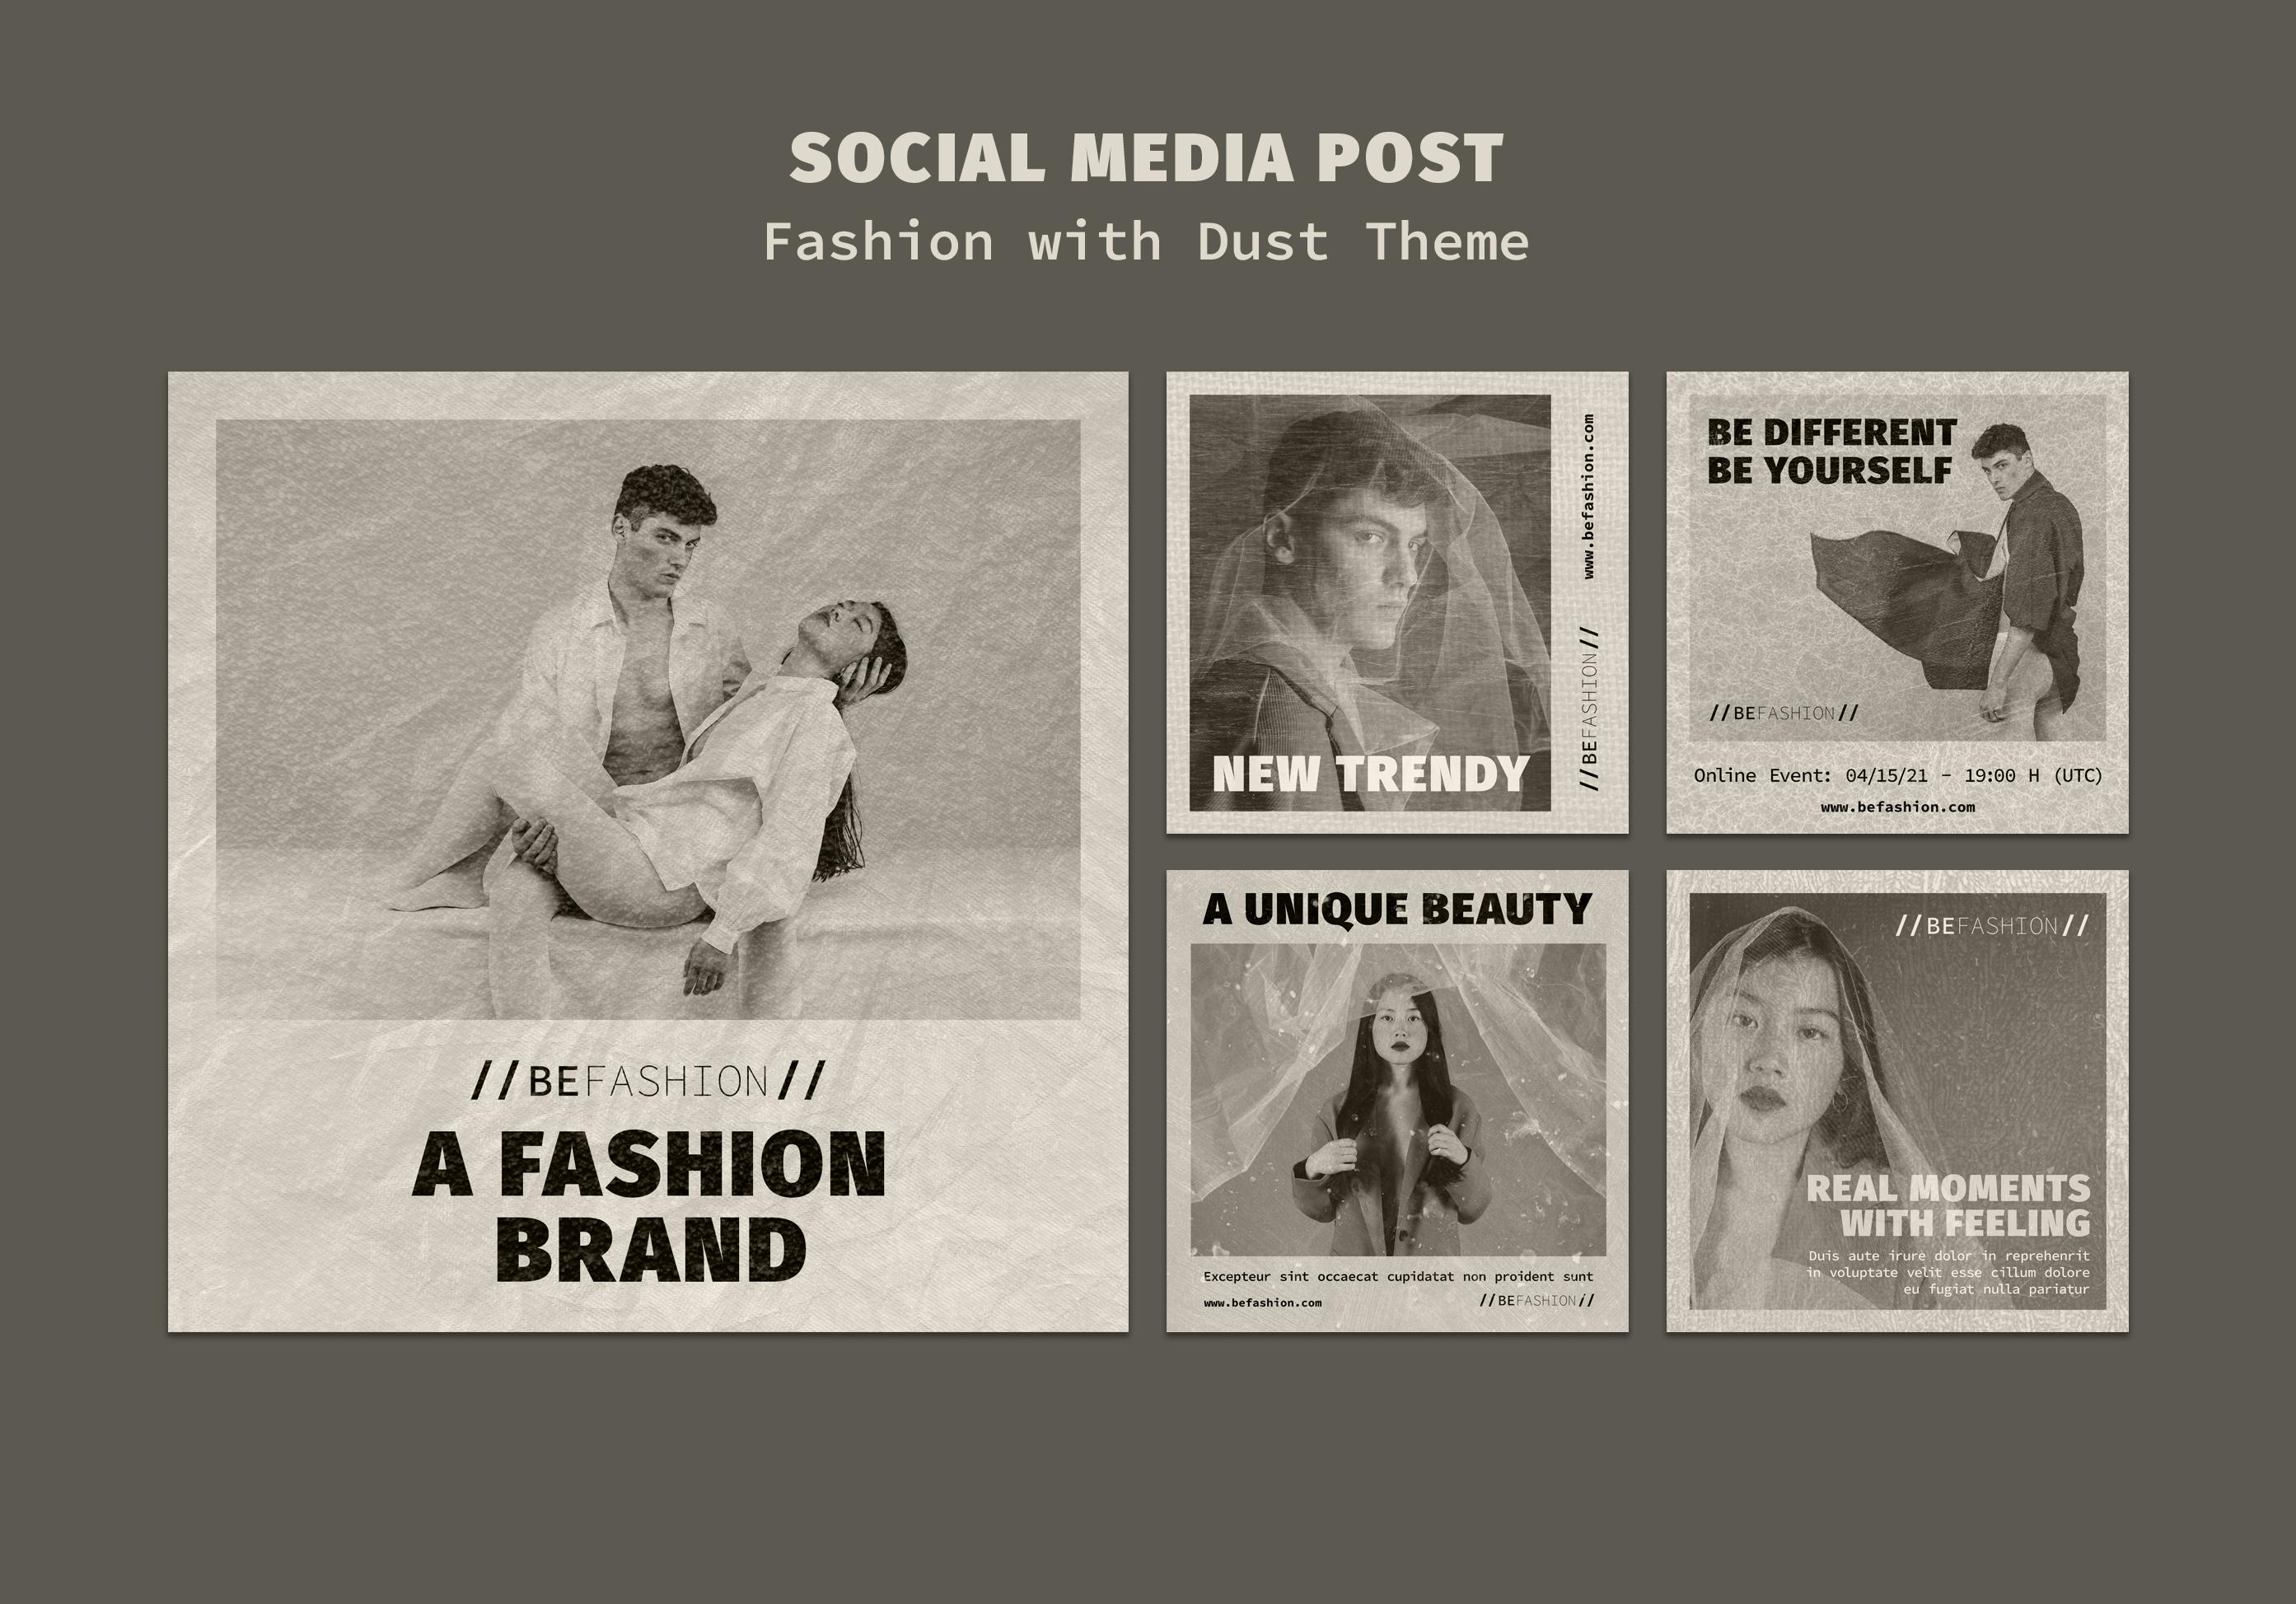 SOCIAL MEDIA POST
Fashion with Dust Theme
//BEFASHION//
A FASHION
BRAND
NEW TRENDY
www.befashion.com
//BEFASHION//
BE DIFFERENT
BE YOURSELF
//BEFASHION//
Online Event: 04/15/21 - 19:00 H (UTC)
www.befashion.com
A UNIQUE BEAUTY
Excepteur sint occaecat cupidatat non proident sunt
www.befashion.com
//BEFASHION//
//BEFASHION//
REAL MOMENTS
WITH FEELING
Duis aute irure dolor in reprehenrit
in voluptate velit esse cillum dolore
eu fugiat nulla pariatur